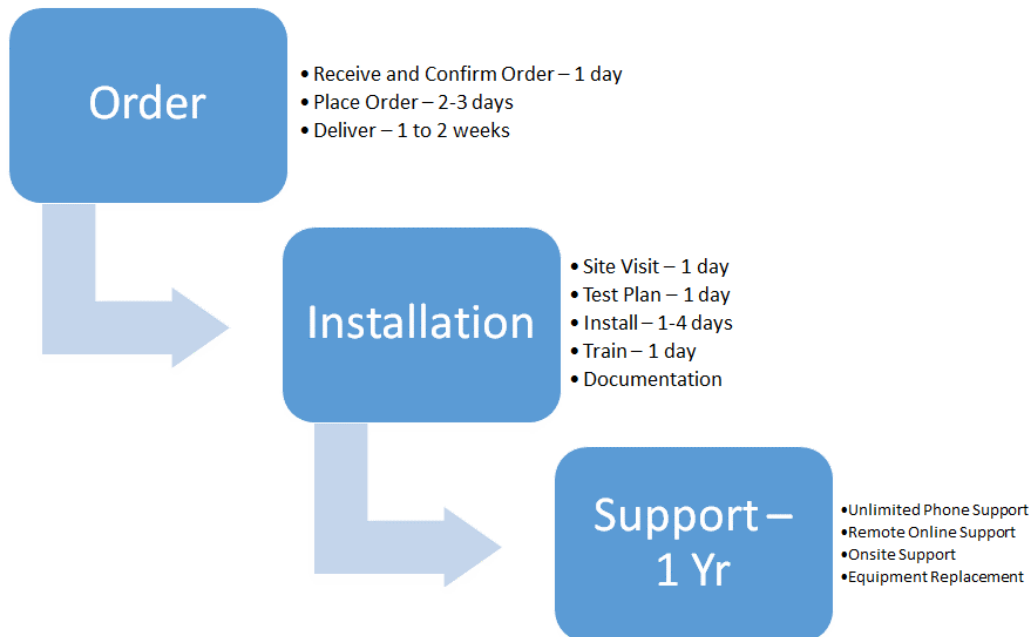 Order
• Receive and Confirm Order – 1 day
• Place Order – 2-3 days
• Deliver – 1 to 2 weeks
Installation
• Site Visit – 1 day
• Test Plan – 1 day
• Install – 1-4 days
• Train – 1 day
• Documentation
Support –
1 Yr
•Unlimited Phone Support
•Remote Online Support
•Onsite Support
•Equipment Replacement